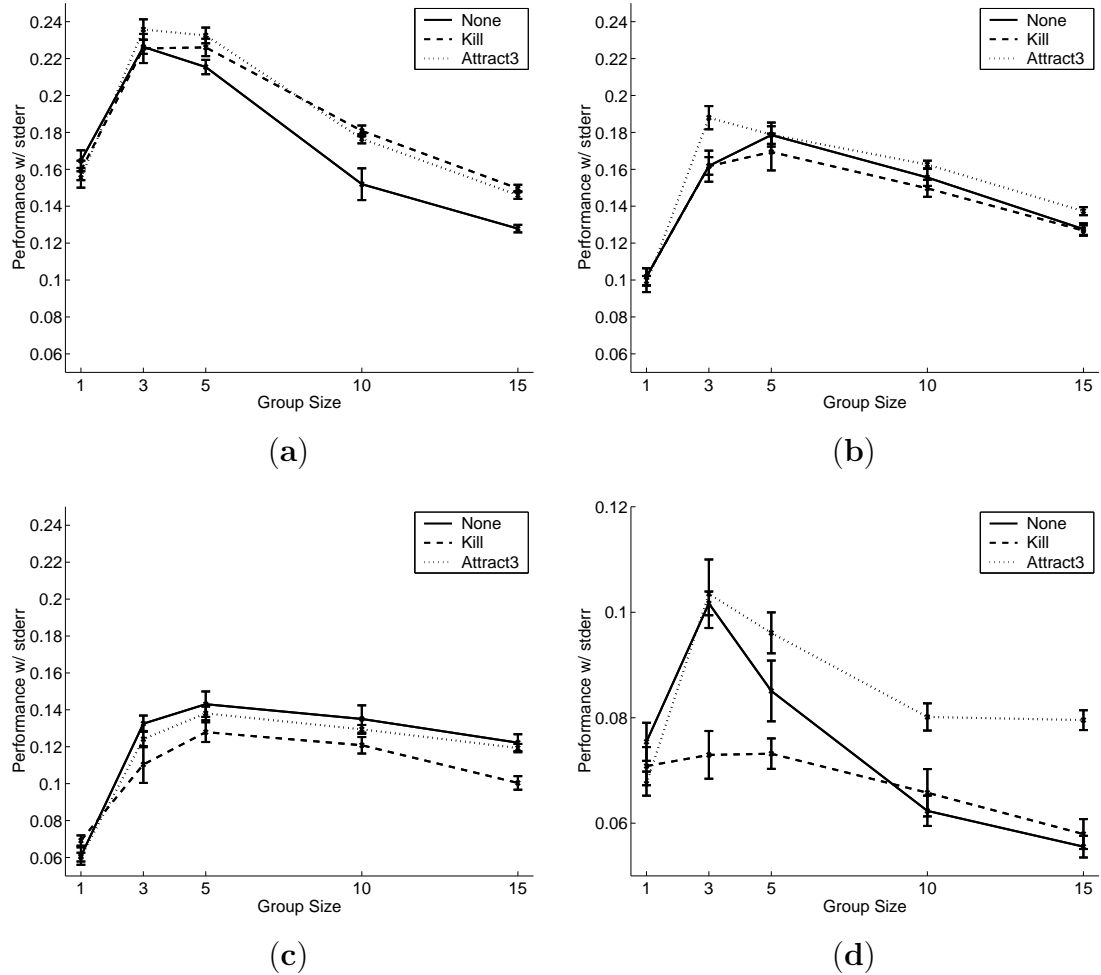 0.24
0.22
0.2
0.18
0.16
0.14
0.12
0.1
0.08
0.06
Performance w/ stderr
None
Kill
Attract3
1 3 5 10 15
Group Size
(a)
0.24
0.22
0.2
0.18
0.16
0.14
0.12
0.1
0.08
0.06
Performance w/ stderr
None
Kill
Attract3
1 3 5 10 15
Group Size
(b)
0.24
0.22
0.2
0.18
0.16
0.14
0.12
0.1
0.08
0.06
Performance w/ stderr
None
Kill
Attract3
1 3 5 10 15
Group Size
(c)
0.12
0.1
0.08
0.06
Performance w/ stderr
None
Kill
Attract3
1 3 5 10 15
Group Size
(d)